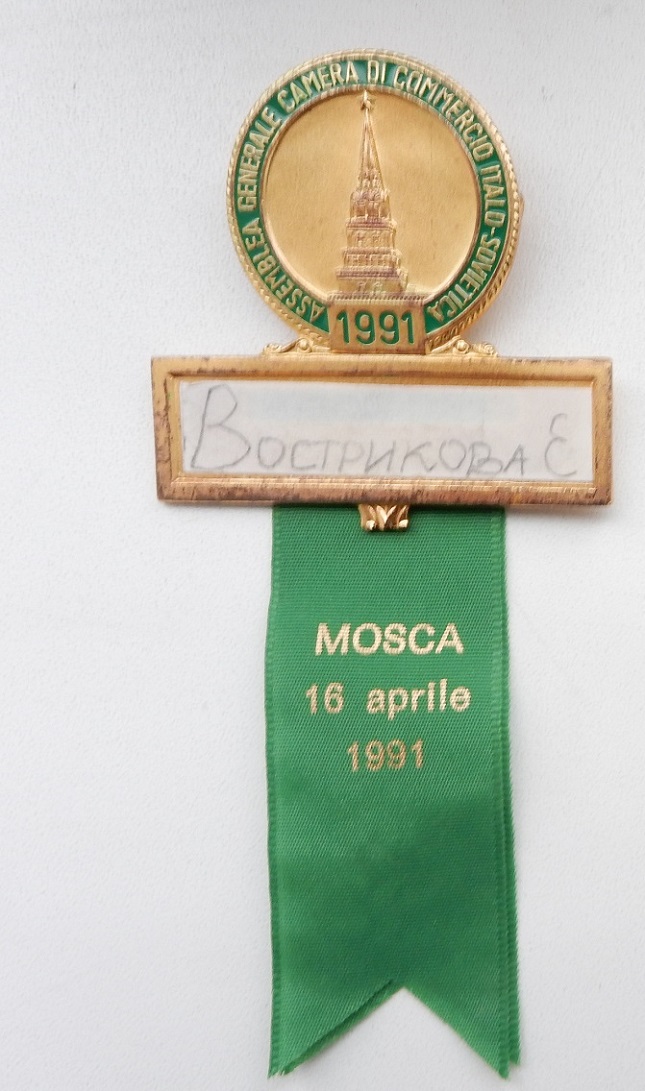 ASSEMBLEA GENERALE CAMERA DI COMMERCIO ITALO-SOVIETICA
1991
Вострикова Е
MOSCA
16 aprile
1991